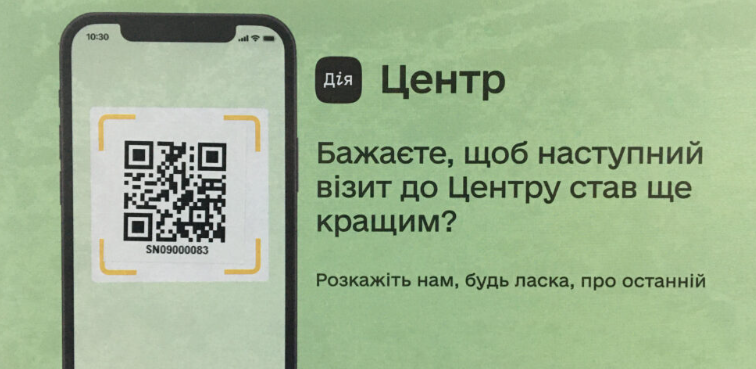 10:30
Дія
Центр
Бажаєте, щоб наступний
візит до Центру став ще
кращим?
SN09000083
Розкажіть нам, будь ласка, про останній